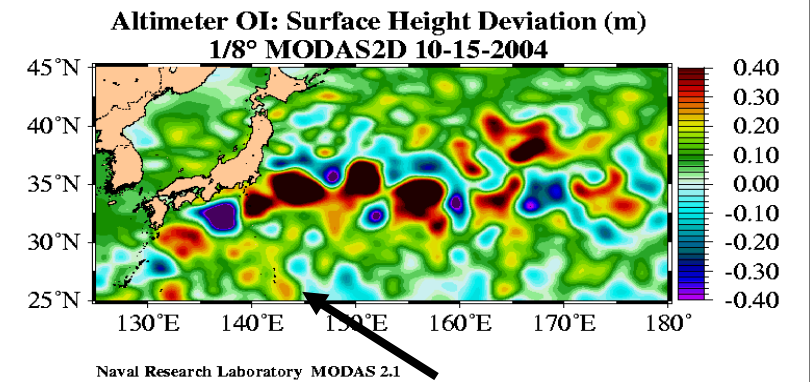 Altimeter OI: Surface Height Deviation (m)
1/8° MODAS2D 10-15-2004
45°N
40°N
35°N
30°N
25°N
130°E 140°E 150°E 160°E 170°E 180°
0.40
0.30
0.20
0.10
0.00
-0.10
-0.20
-0.30
-0.40
Naval Research Laboratory MODAS 2.1